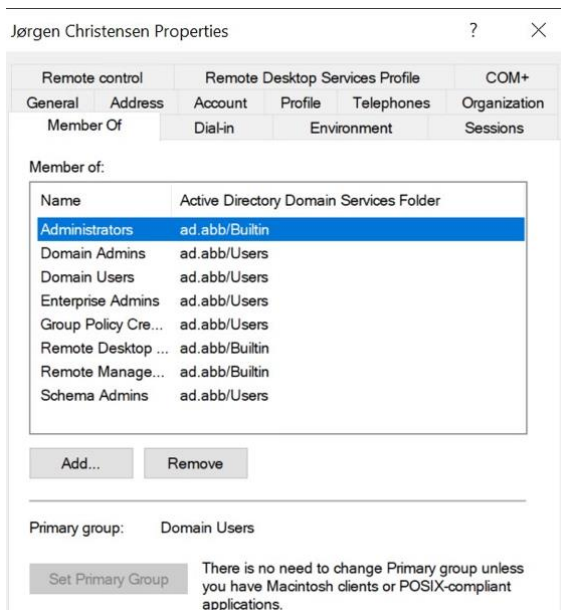 Jørgen Christensen Properties ?
Remote control Remote Desktop Services Profile COM+
General Address Account Profile Telephones Organization
Member Of Dial-in Environment Sessions
Member of:
Name Active Directory Domain Services Folder
Administrators ad.abb/Builtin
Domain Admins ad.abb/Users
Domain Users ad.abb/Users
Enterprise Admins ad.abb/Users
Group Policy Cre... ad.abb/Users
Remote Desktop ... ad.abb/Builtin
Remote Manage... ad.abb/Builtin
Schema Admins ad.abb/Users
Add... Remove
Primary group: Domain Users
Set Primary Group
There is no need to change Primary group unless
you have Macintosh clients or POSIX-compliant
applications.